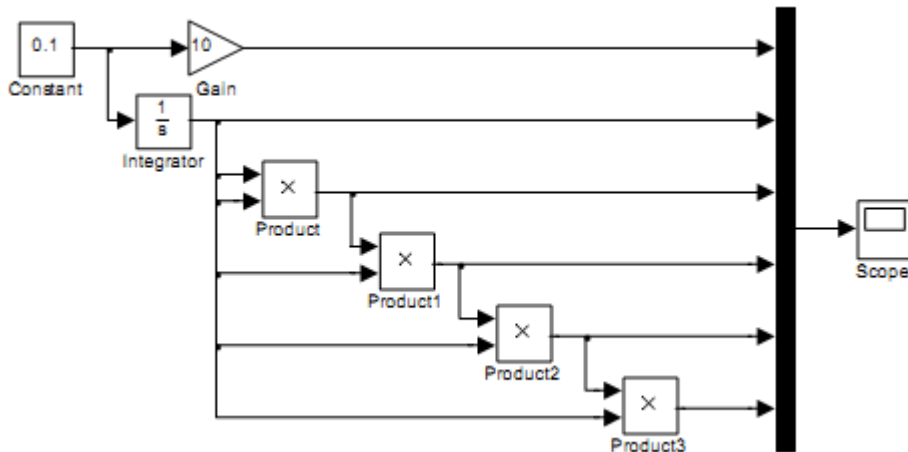 0.1
Constant
10
Gain
1
s
Integrator
×
Product
×
Product1
×
Product2
×
Product3
Scope